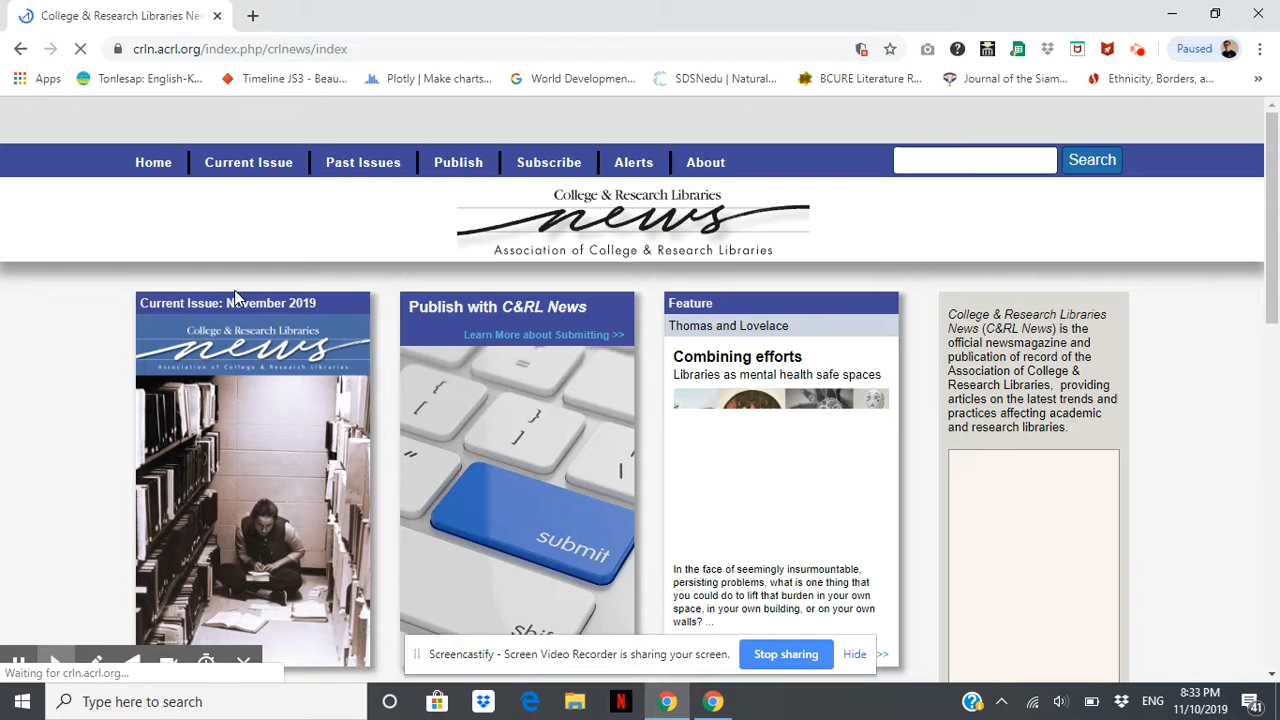 College & Research Libraries Ne
crln.acrl.org/index.php/crlnews/index
Paused
Apps
Tonlesap: English-K...
Timeline JS3 - Beau...
Plotly | Make charts...
World Developmen...
SDSNedu | Natural...
BCURE Literature R...
Journal of the Siam...
Ethnicity, Borders, a...
Home
Current Issue
Past Issues
Publish
Subscribe
Alerts
About
Search
College & Research Libraries
news
Association of College & Research Libraries
Current Issue: November 2019
College & Research Libraries
news
Association of College & Research Libraries
Publish with C&RL News
Learn More about Submitting >>
submit
shift
Feature
Thomas and Lovelace
Combining efforts
Libraries as mental health safe spaces
In the face of seemingly insurmountable,
persisting problems, what is one thing that
you could do to lift that burden in your own
space, in your own building, or on your own
walls? ...
>>
College & Research Libraries
News (C&RL News) is the
official newsmagazine and
publication of record of the
Association of College &
Research Libraries, providing
articles on the latest trends and
practices affecting academic
and research libraries.
Screencastify - Screen Video Recorder is sharing your screen.
Stop sharing
Hide
Waiting for crln.acrl.org...
Type here to search
ENG
8:33 PM
11/10/2019
41